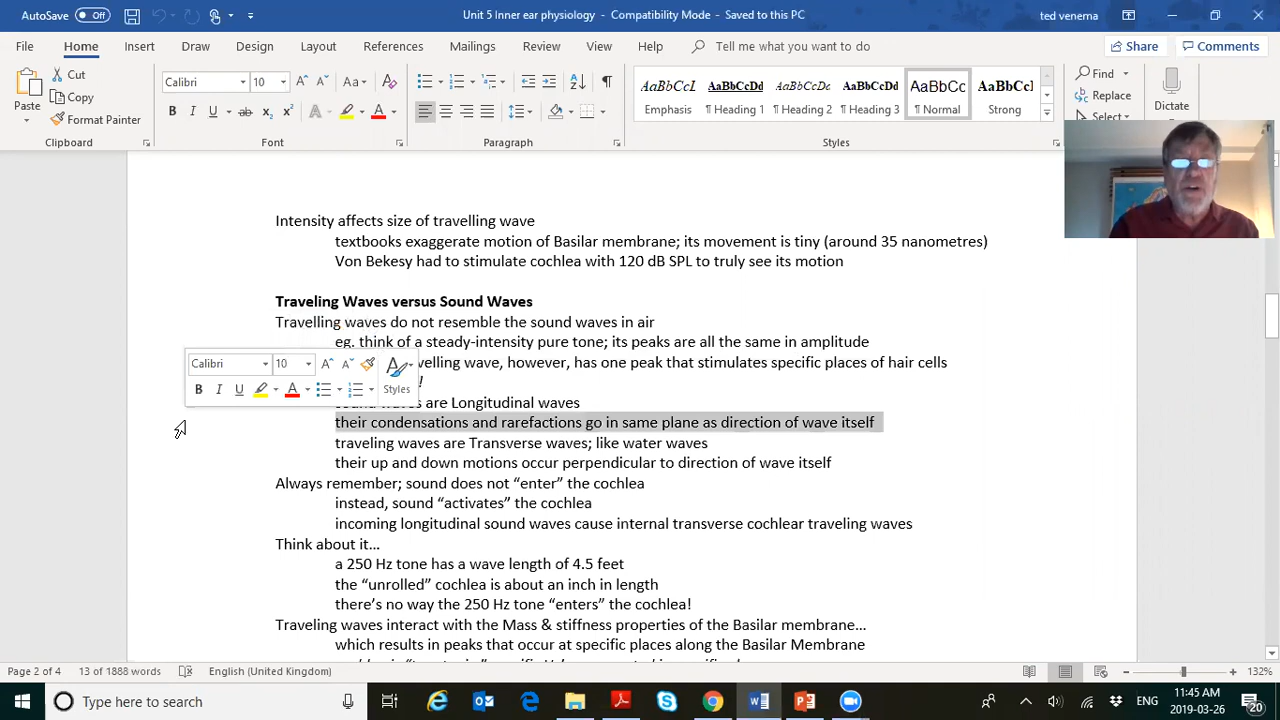 AutoSave Off
Unit 5 Inner ear physiology - Compatibility Mode - Saved to this PC
ted venema
File Home Insert Draw Design Layout References Mailings Review View Help Tell me what you want to do Share Comments
Paste Cut Copy Format Painter
Calibri 10
AaBbCcI AaBbCcDd AaBbCcDc AaBbCcDd AaBbCc AaBbCcl
Emphasis ¶ Heading 1 ¶ Heading 2 ¶ Heading 3 ¶ Normal Strong
Find Replace Select Dictate
Clipboard Font Paragraph Styles
Intensity affects size of travelling wave
textbooks exaggerate motion of Basilar membrane; its movement is tiny (around 35 nanometres)
Von Bekesy had to stimulate cochlea with 120 dB SPL to truly see its motion
Traveling Waves versus Sound Waves
Travelling waves do not resemble the sound waves in air
eg. think of a steady-intensity pure tone; its peaks are all the same in amplitude
velling wave, however, has one peak that stimulates specific places of hair cells
!
Calibri 10
Styles
sound waves are Longitudinal waves
their condensations and rarefactions go in same plane as direction of wave itself
traveling waves are Transverse waves; like water waves
their up and down motions occur perpendicular to direction of wave itself
Always remember; sound does not “enter” the cochlea
instead, sound “activates” the cochlea
incoming longitudinal sound waves cause internal transverse cochlear traveling waves
Think about it…
a 250 Hz tone has a wave length of 4.5 feet
the “unrolled” cochlea is about an inch in length
there’s no way the 250 Hz tone “enters” the cochlea!
Traveling waves interact with the Mass & stiffness properties of the Basilar membrane…
which results in peaks that occur at specific places along the Basilar Membrane
Page 2 of 4 13 of 1888 words English (United Kingdom) 132%
Type here to search
ENG
11:45 AM
2019-03-26
20